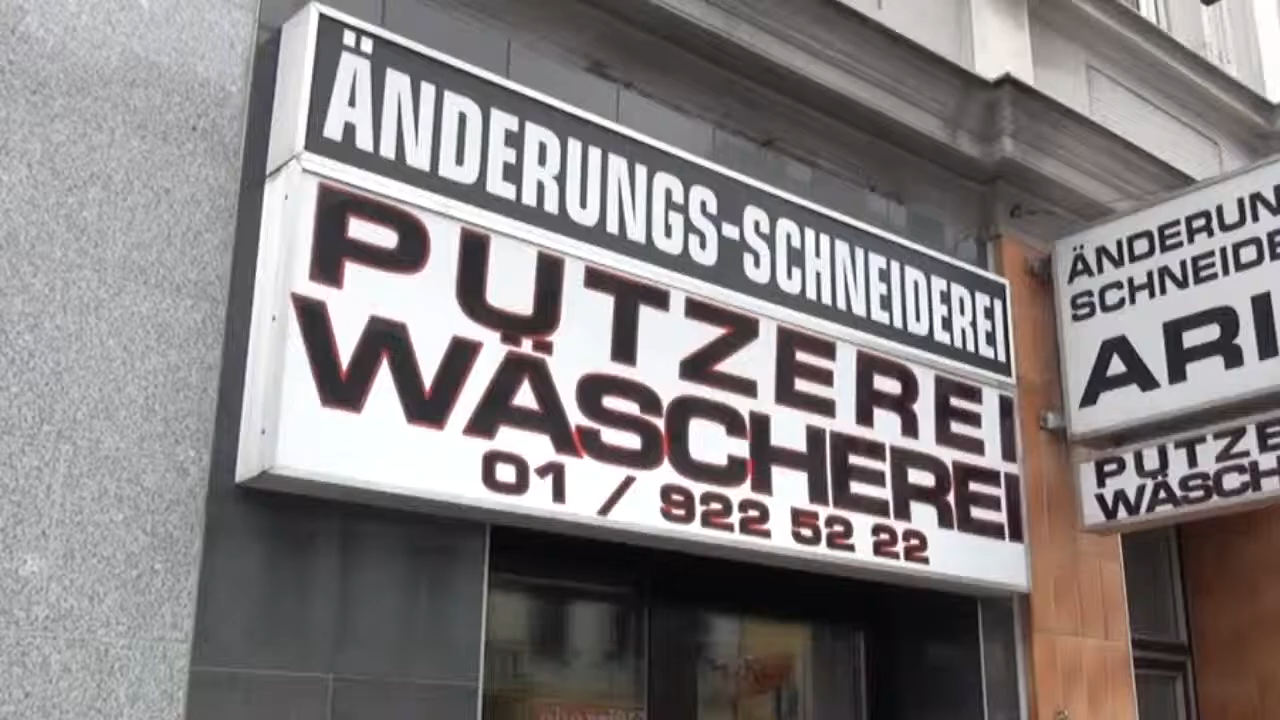 ÄNDERUNGS-SCHNEIDEREI
PUTZEREI
WÄSCHEREI
01 / 922 52 22
ÄNDERUN
SCHNEIDE
ARI
PUTZE
WÄSCH